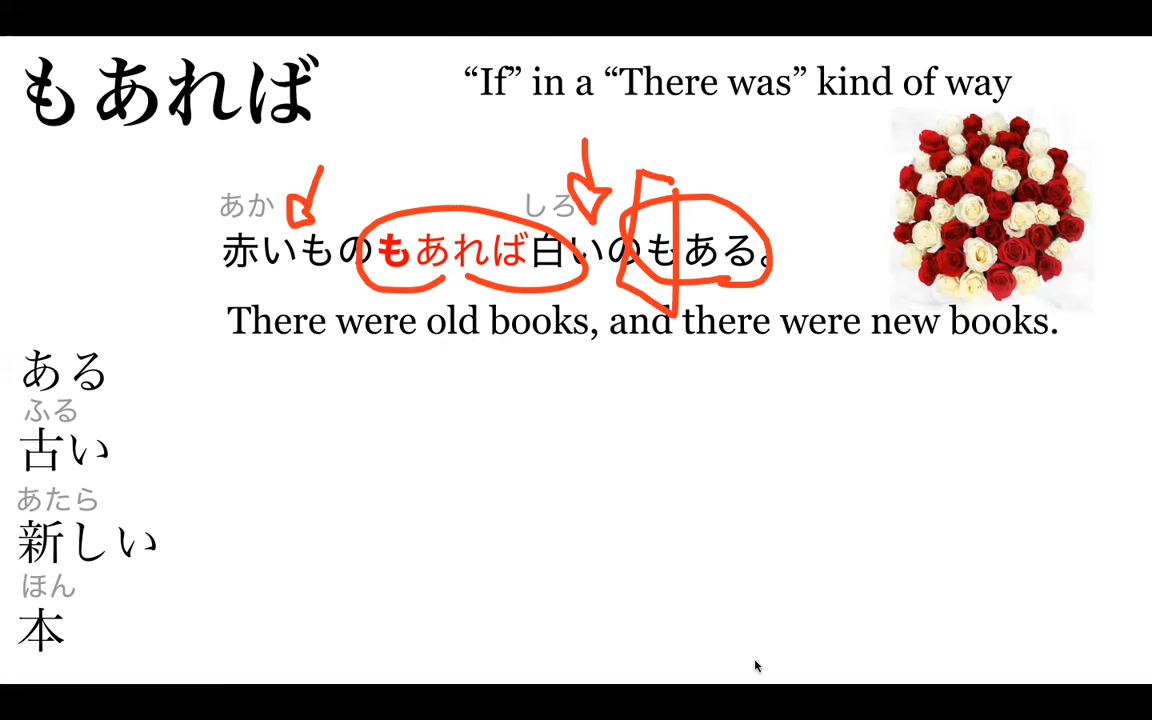 もあれば
“If” in a “There was” kind of way
あか しろ
赤いものもあれば白いのもある。
There were old books, and there were new books.
ある
ふる
古い
あたら
新しい
ほん
本